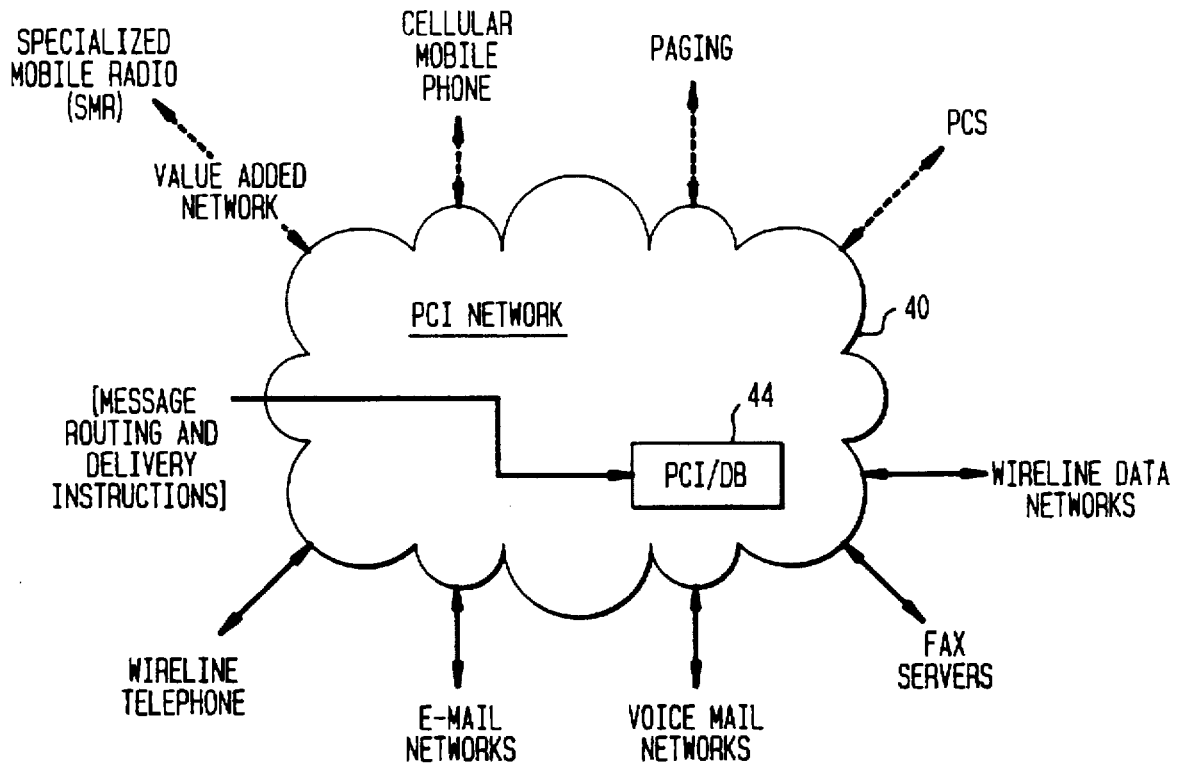 SPECIALIZED
MOBILE RADIO
(SMR)
VALUE ADDED
NETWORK
CELLULAR
MOBILE
PHONE
PAGING
PCS
PCI NETWORK
40
[MESSAGE
ROUTING AND
DELIVERY
INSTRUCTIONS]
44
PCI/DB
WIRELINE DATA
NETWORKS
FAX
SERVERS
VOICE MAIL
NETWORKS
E-MAIL
NETWORKS
WIRELINE
TELEPHONE